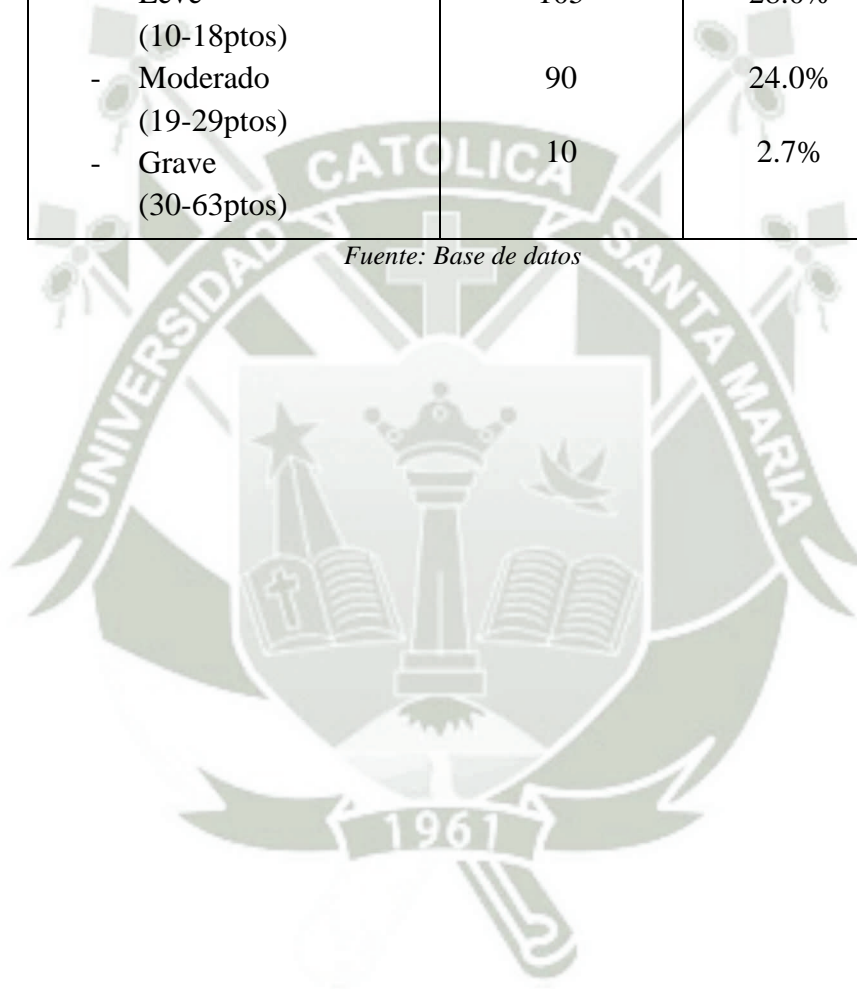 (10-18ptos)
- Moderado 90 24.0%
(19-29ptos)
- Grave 10 2.7%
(30-63ptos)
Fuente: Base de datos
UNIVERSIDAD CATOLICA SANTA MARIA
1961